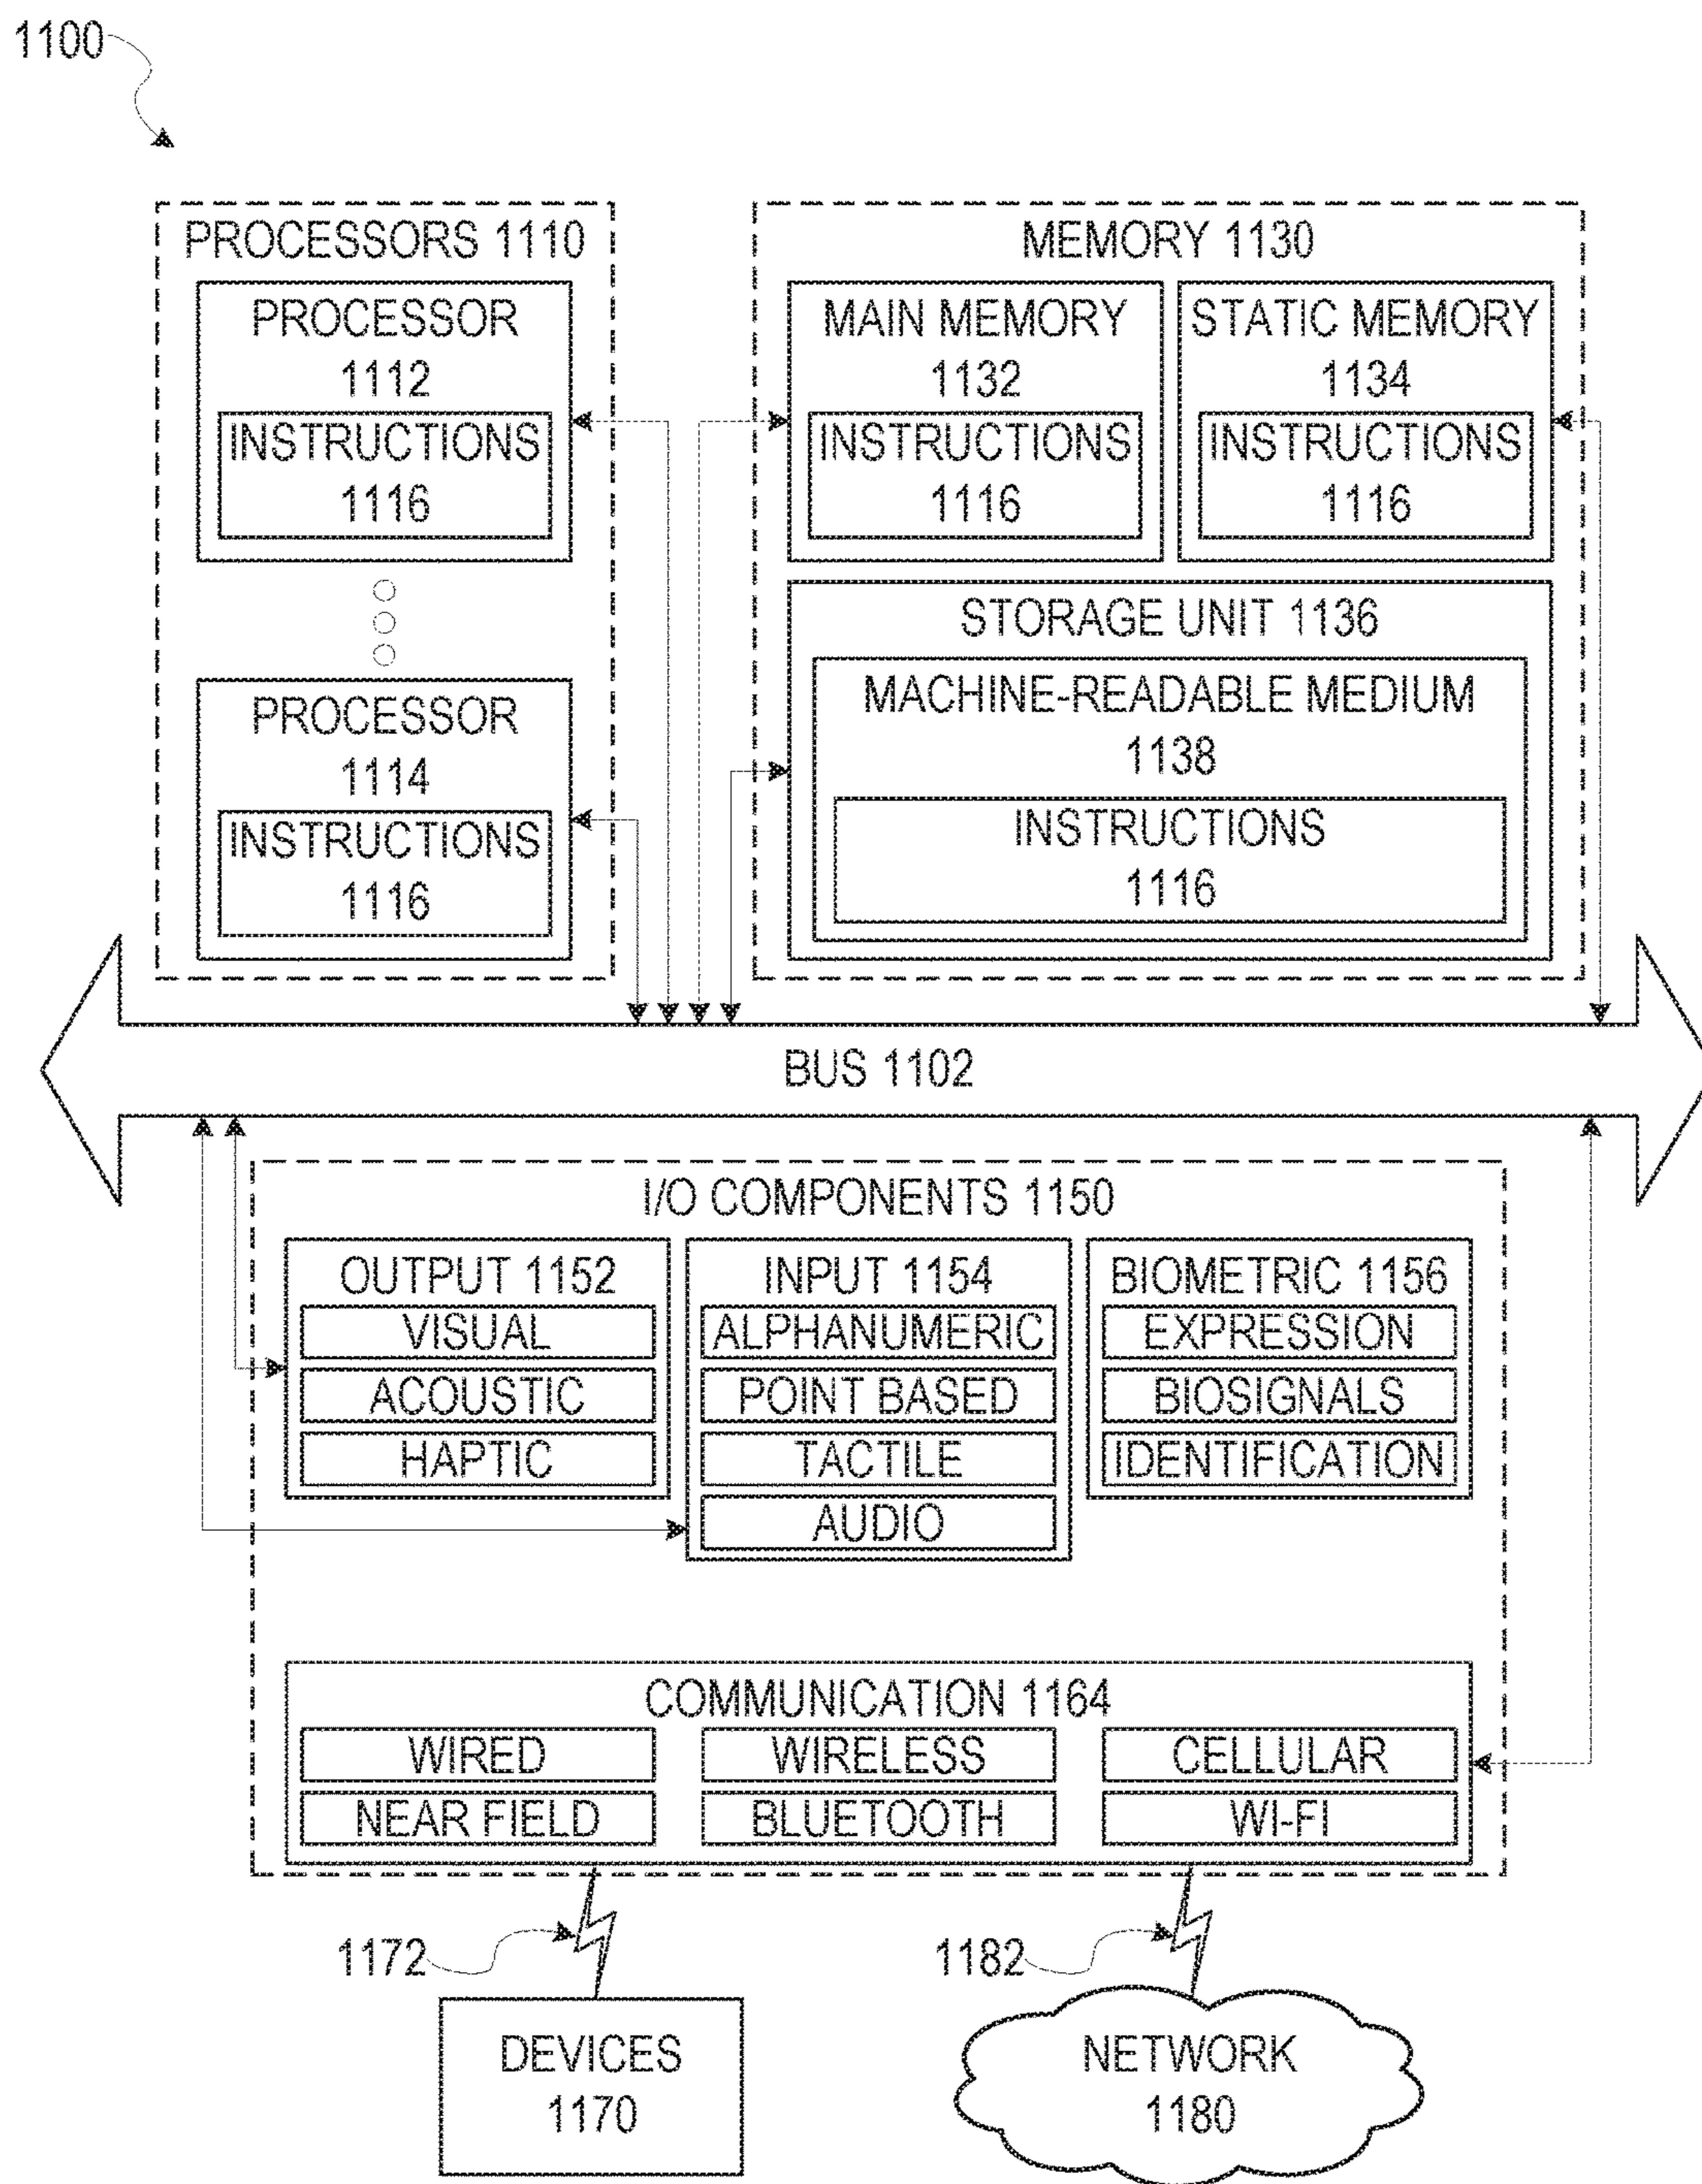 1100
PROCESSORS 1110
PROCESSOR
1112
INSTRUCTIONS
1116
PROCESSOR
1114
INSTRUCTIONS
1116
MEMORY 1130
MAIN MEMORY
1132
INSTRUCTIONS
1116
STATIC MEMORY
1134
INSTRUCTIONS
1116
STORAGE UNIT 1136
MACHINE-READABLE MEDIUM
1138
INSTRUCTIONS
1116
BUS 1102
I/O COMPONENTS 1150
OUTPUT 1152
VISUAL
ACOUSTIC
HAPTIC
INPUT 1154
ALPHANUMERIC
POINT BASED
TACTILE
AUDIO
BIOMETRIC 1156
EXPRESSION
BIOSIGNALS
IDENTIFICATION
COMMUNICATION 1164
WIRED
WIRELESS
CELLULAR
NEAR FIELD
BLUETOOTH
WI-FI
1172
1182
DEVICES
1170
NETWORK
1180